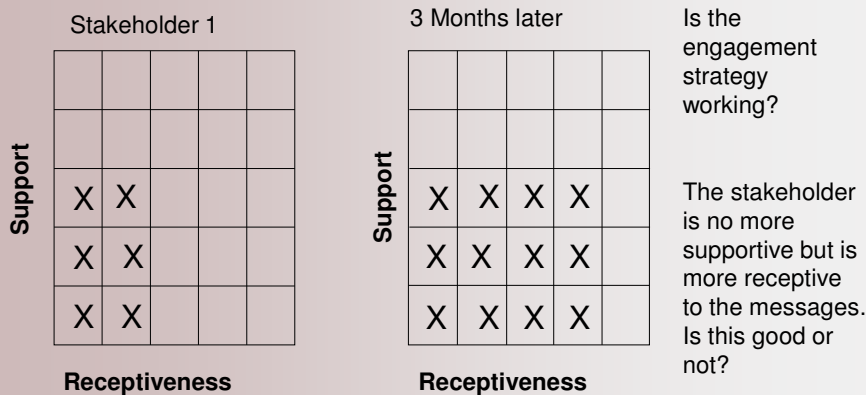 Stakeholder 1
Support
X X
X X
X X
Receptiveness
3 Months later
Support
X X X X
X X X X
X X X X
Receptiveness
Is the
engagement
strategy
working?
The stakeholder
is no more
supportive but is
more receptive
to the messages.
Is this good or
not?